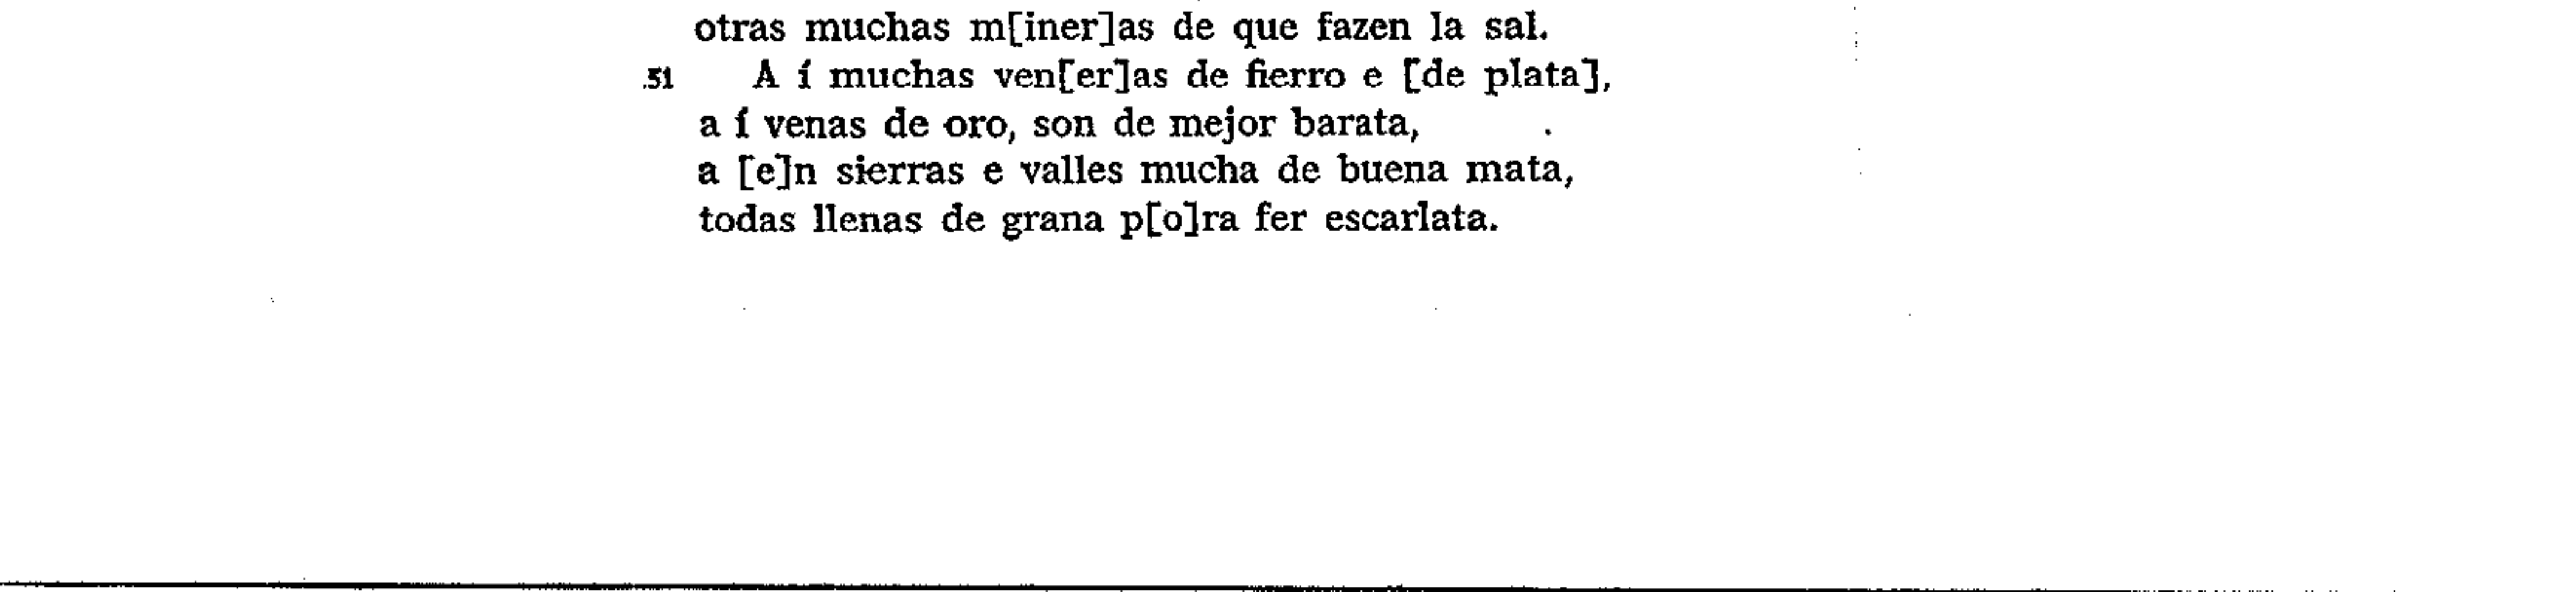 otras muchas m[iner]as de que fazen la sal.
51 A í muchas ven[er]as de fierro e [de plata],
a í venas de oro, son de mejor barata,
a [e]n sierras e valles mucha de buena mata,
todas llenas de grana p[o]ra fer escarlata.